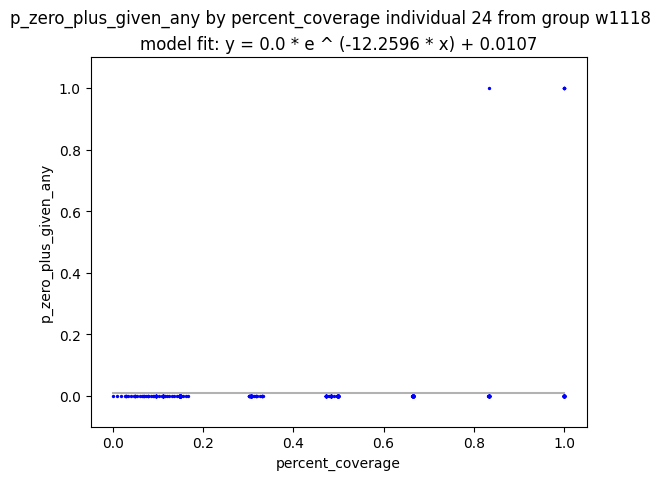 p_zero_plus_given_any by percent_coverage individual 24 from group w1118
model fit: y = 0.0 * e ^ (-12.2596 * x) + 0.0107
1.0
0.8
0.6
0.4
0.2
0.0
p_zero_plus_given_any
0.0 0.2 0.4 0.6 0.8 1.0
percent_coverage